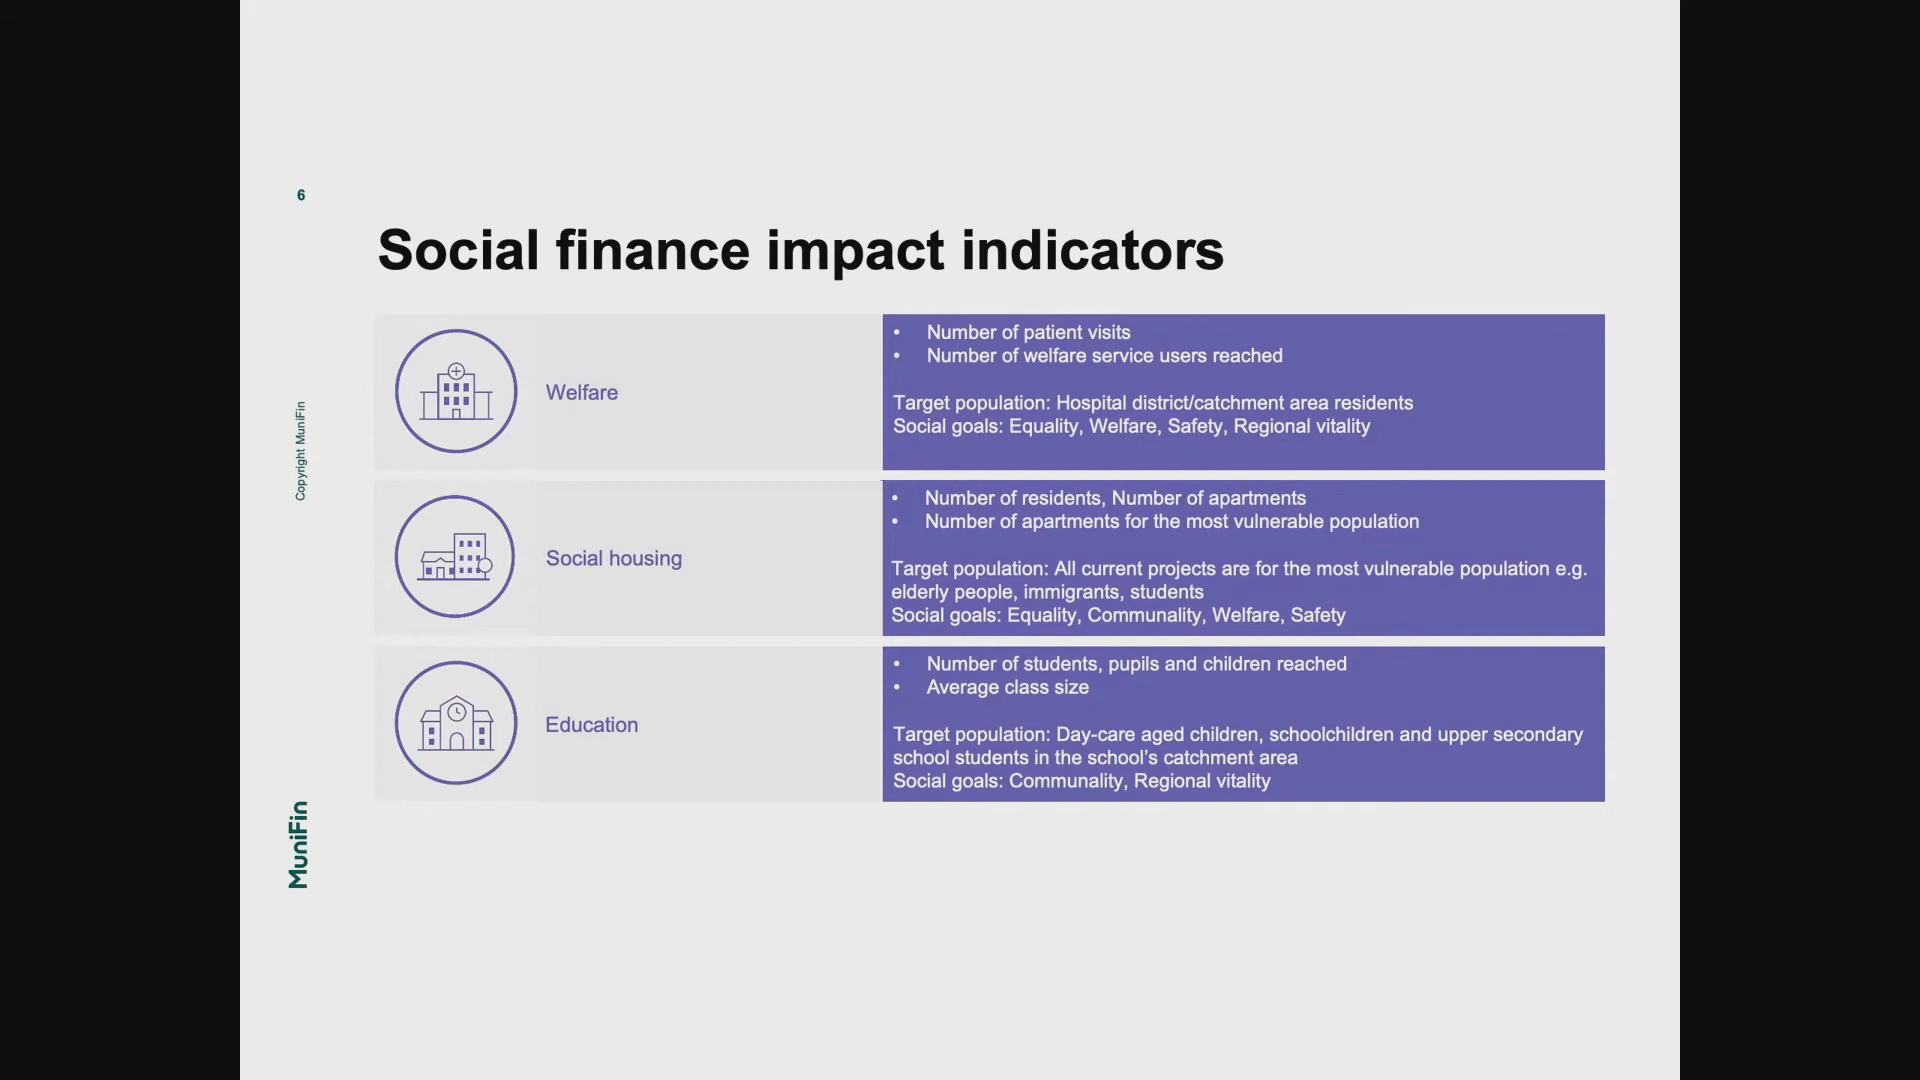 6
Social finance impact indicators
Welfare
• Number of patient visits
• Number of welfare service users reached
Target population: Hospital district/catchment area residents
Social goals: Equality, Welfare, Safety, Regional vitality
Social housing
• Number of residents, Number of apartments
• Number of apartments for the most vulnerable population
Target population: All current projects are for the most vulnerable population e.g.
elderly people, immigrants, students
Social goals: Equality, Communality, Welfare, Safety
Education
• Number of students, pupils and children reached
• Average class size
Target population: Day-care aged children, schoolchildren and upper secondary
school students in the school’s catchment area
Social goals: Communality, Regional vitality
Copyright MuniFin
MuniFin